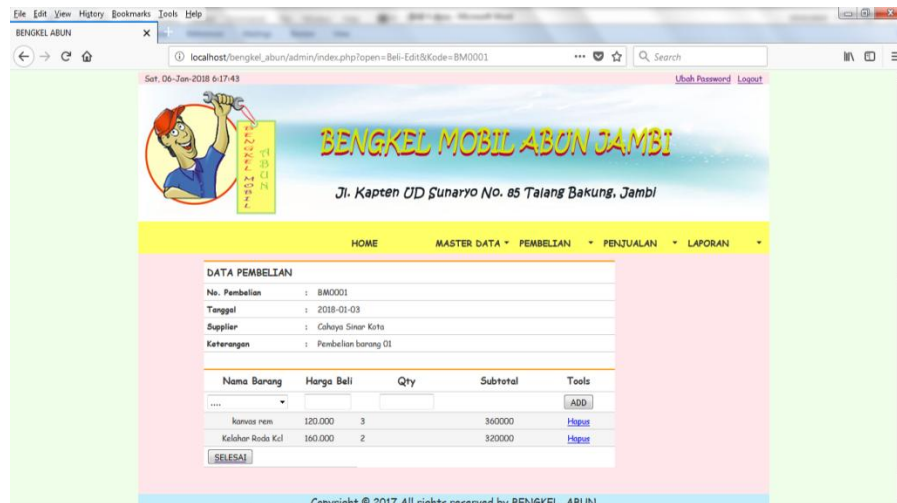 File Edit View History Bookmarks Tools Help
BENGKEL ABUN
localhost/bengkel_abun/admin/index.php?open=Beli-Edit&Kode=BM0001
Search
Sat, 06-Jan-2018 6:17:43
Ubah Password Logout
BENGKEL MOBIL
ABUN
BENGKEL MOBIL ABUN JAMBI
Jl. Kapten UD Sunaryo No. 85 Talang Bakung, Jambi
HOME MASTER DATA PEMBELIAN PENJUALAN LAPORAN
DATA PEMBELIAN
No. Pembelian : BM0001
Tanggal : 2018-01-03
Supplier : Cahaya Sinar Kota
Keterangan : Pembelian barang 01
Nama Barang Harga Beli Qty Subtotal Tools
.... ADD
kanvas rem 120.000 3 360000 Hapus
Kelahar Roda Kcl 160.000 2 320000 Hapus
SELESAI
Copyright © 2017 All rights reserved by BENGKEL ABUN